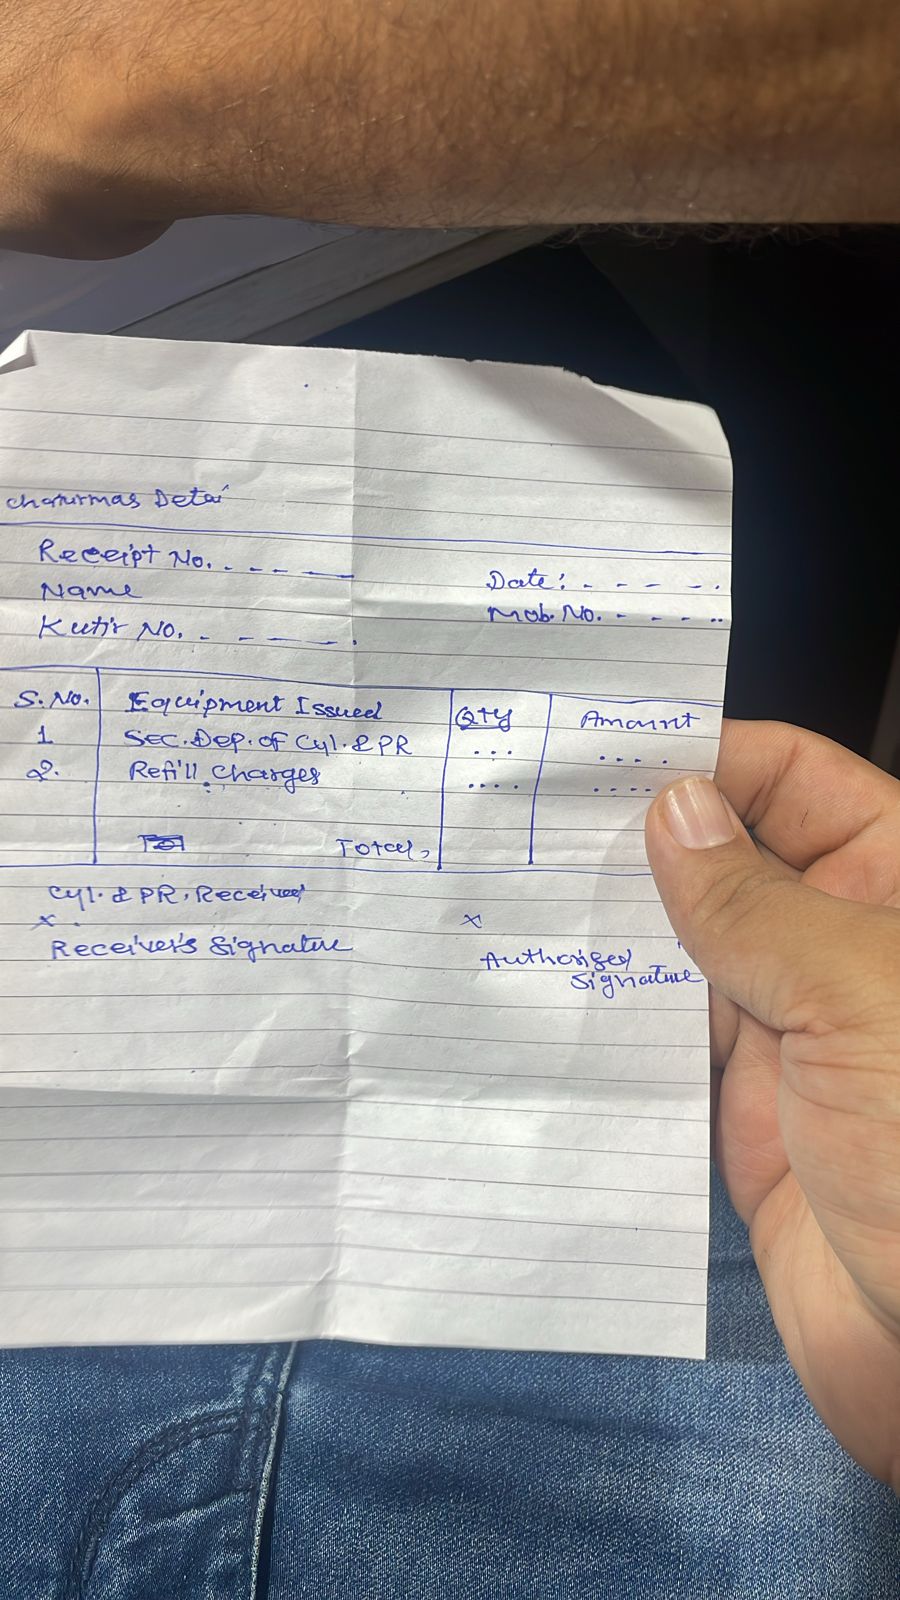 Chaturmas Detai
Receipt No. - - - —
Date: - - - - .
Name
Mob. No. - - - - ..
Kutir No. - - — — .
S. No. Equipment Issued Qty Amount
1 Sec. Dep. of Cyl. & PR ... ....
2. Refill Charges .... ....
Total,
Cyl. & PR. Received
x . x
Receiver's Signature Authorised
Signature